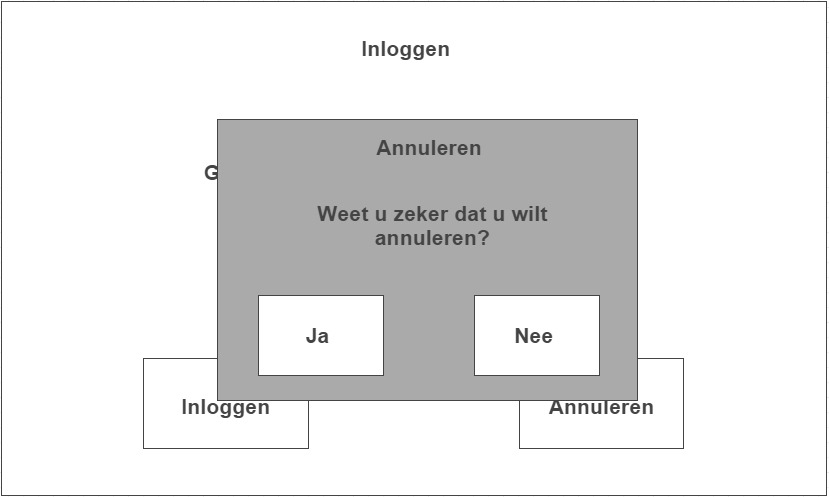 Inloggen
Annuleren
G
Weet u zeker dat u wilt
annuleren?
Ja
Nee
Inloggen
Annuleren